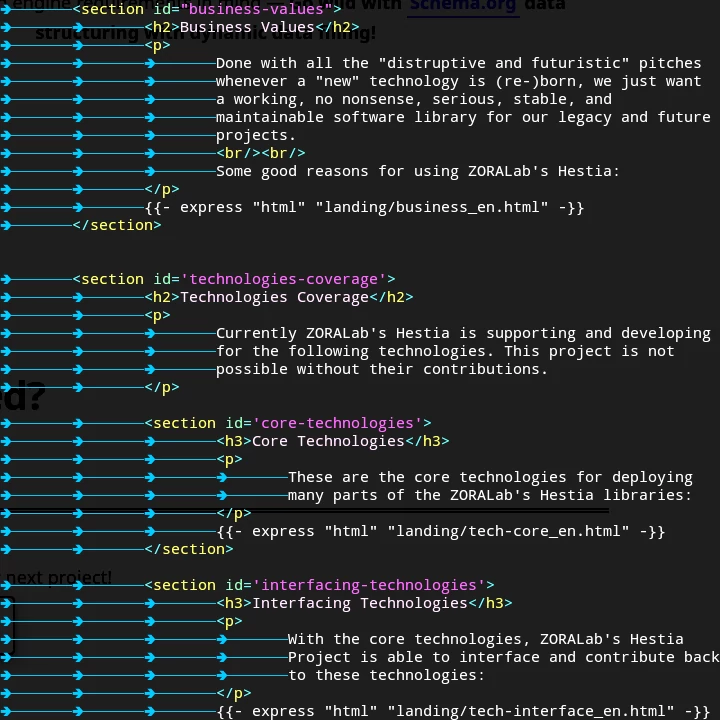 engine
with Schema.org data
<section id="business-values">
structuring with dynamic data mining!
<h2>Business Values</h2>
<p>
Done with all the "distruptive and futuristic" pitches
whenever a "new" technology is (re-)born, we just want
a working, no nonsense, serious, stable, and
maintainable software library for our legacy and future
projects.
<br/><br/>
Some good reasons for using ZORALab's Hestia:
</p>
{{- express "html" "landing/business_en.html" -}}
</section>
<section id='technologies-coverage'>
<h2>Technologies Coverage</h2>
<p>
Currently ZORALab's Hestia is supporting and developing
for the following technologies. This project is not
possible without their contributions.
</p>
ed?
<section id='core-technologies'>
<h3>Core Technologies</h3>
<p>
These are the core technologies for deploying
many parts of the ZORALab's Hestia libraries:
</p>
{{- express "html" "landing/tech-core_en.html" -}}
</section>
next project!
<section id='interfacing-technologies'>
<h3>Interfacing Technologies</h3>
<p>
With the core technologies, ZORALab's Hestia
Project is able to interface and contribute back
to these technologies:
</p>
{{- express "html" "landing/tech-interface_en.html" -}}